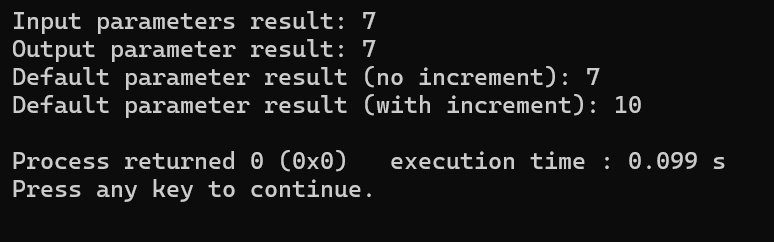 Input parameters result: 7
Output parameter result: 7
Default parameter result (no increment): 7
Default parameter result (with increment): 10
Process returned 0 (0x0)   execution time : 0.099 s
Press any key to continue.